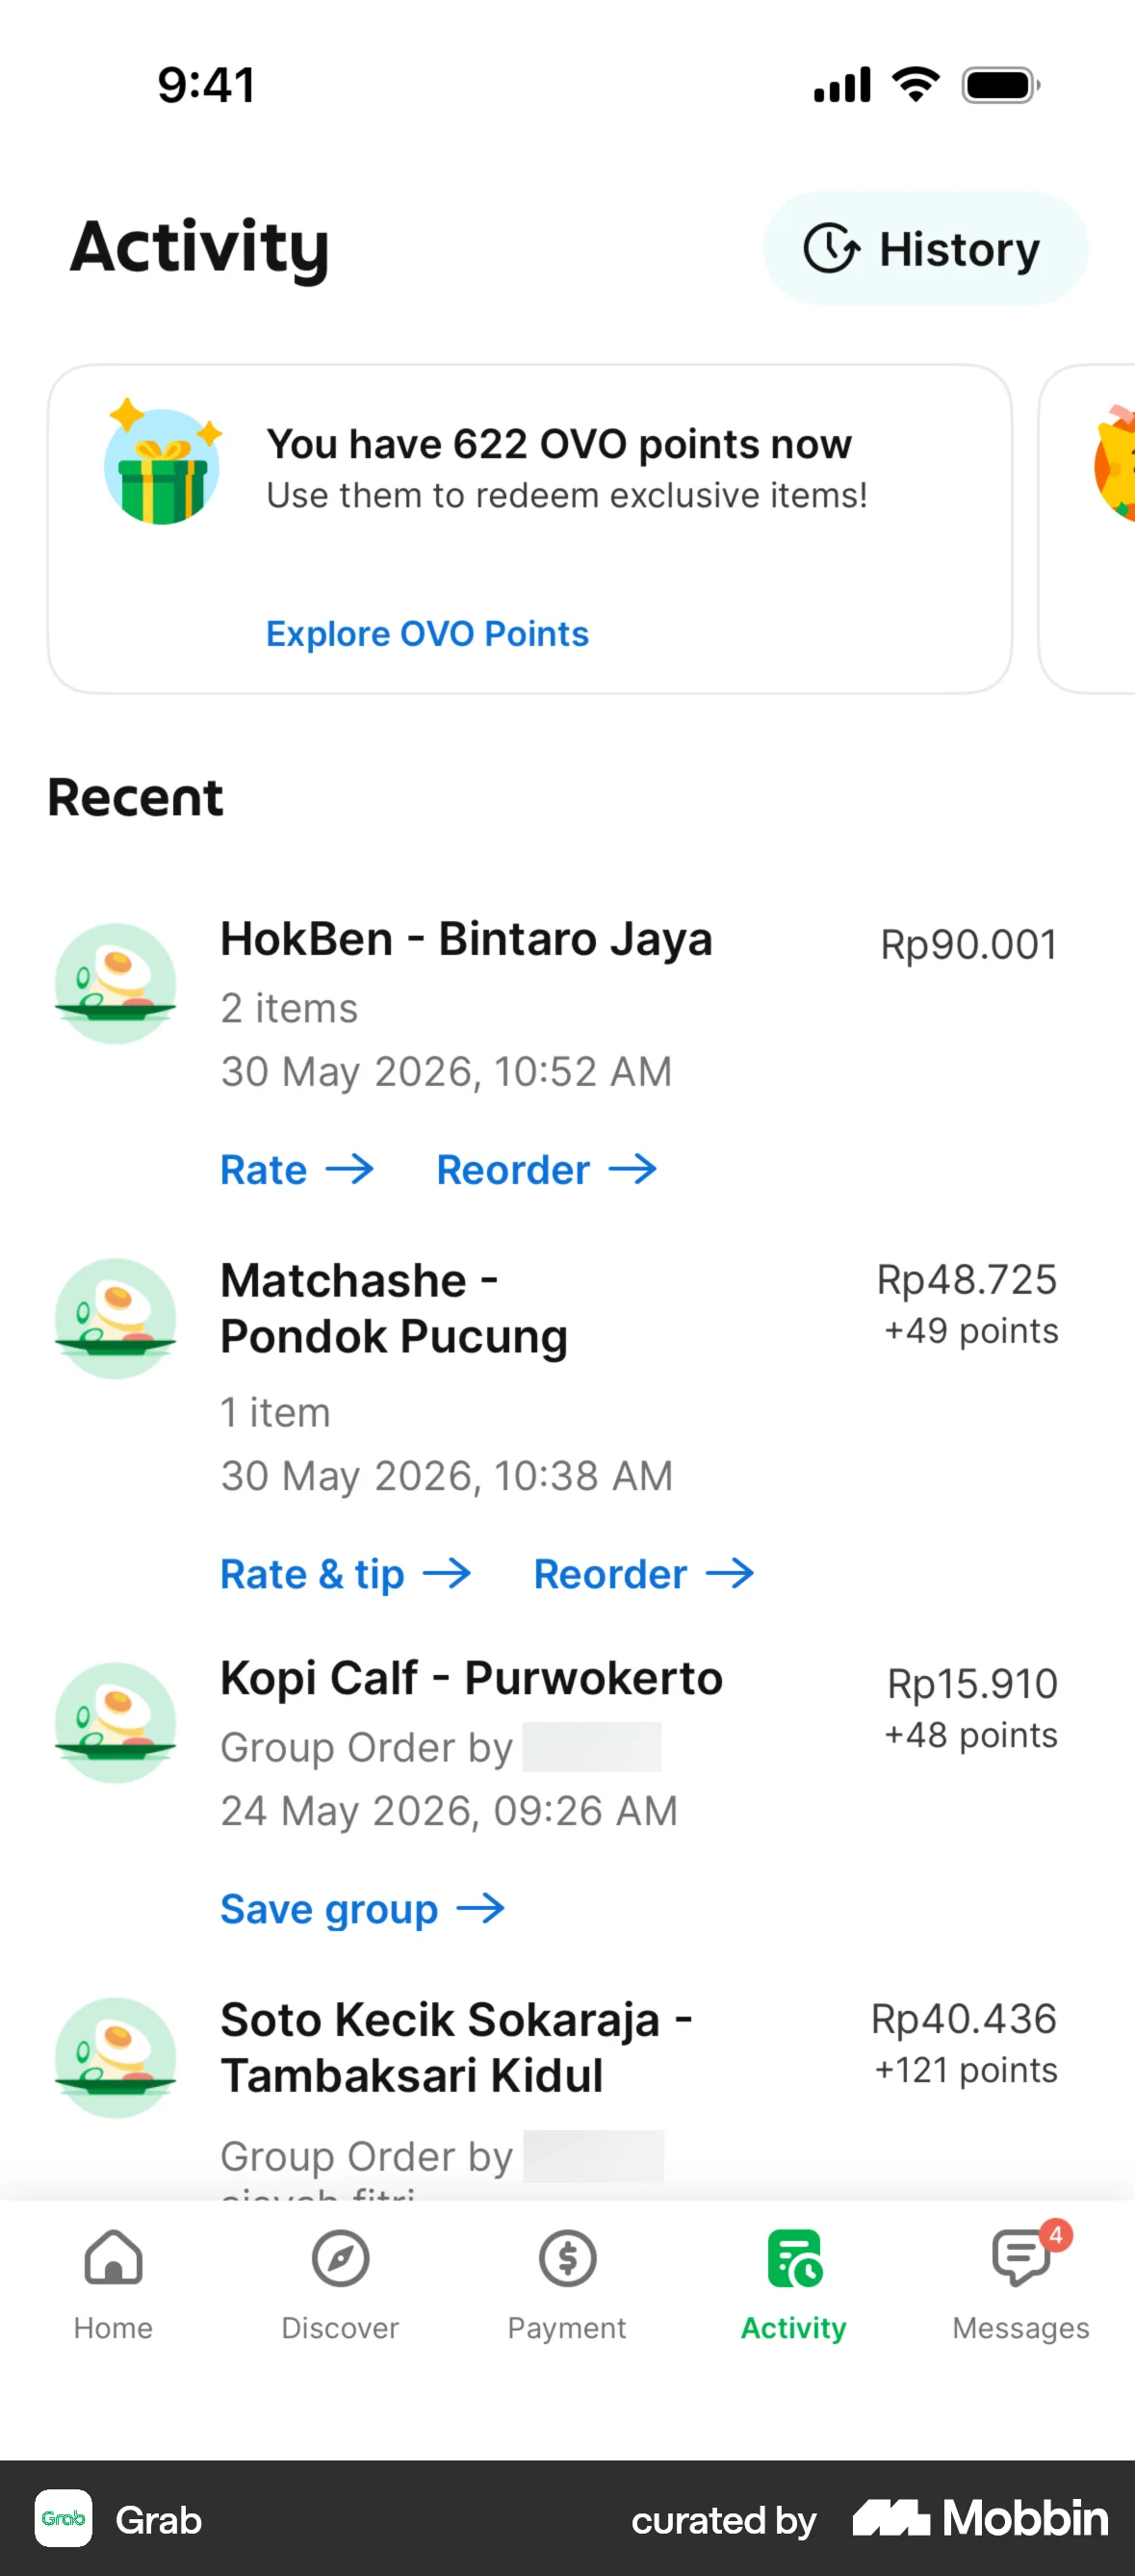 9:41
Activity
History
You have 622 OVO points now
Use them to redeem exclusive items!
Explore OVO Points
Recent
HokBen - Bintaro Jaya
Rp90.001
2 items
30 May 2026, 10:52 AM
Rate → Reorder →
Matchashe -
Pondok Pucung
Rp48.725
+49 points
1 item
30 May 2026, 10:38 AM
Rate & tip → Reorder →
Kopi Calf - Purwokerto
Rp15.910
+48 points
Group Order by
24 May 2026, 09:26 AM
Save group →
Soto Kecik Sokaraja -
Tambaksari Kidul
Rp40.436
+121 points
Group Order by
4
Home
Discover
Payment
Activity
Messages
Grab
Grab
curated by
Mobbin